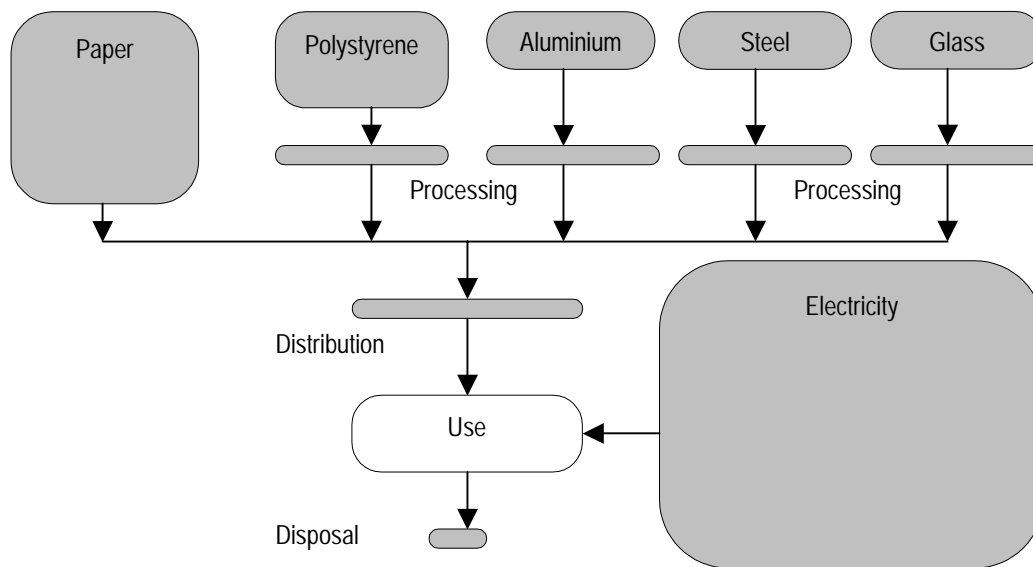 Paper
Polystyrene
Aluminium
Steel
Glass
Processing
Processing
Electricity
Distribution
Use
Disposal